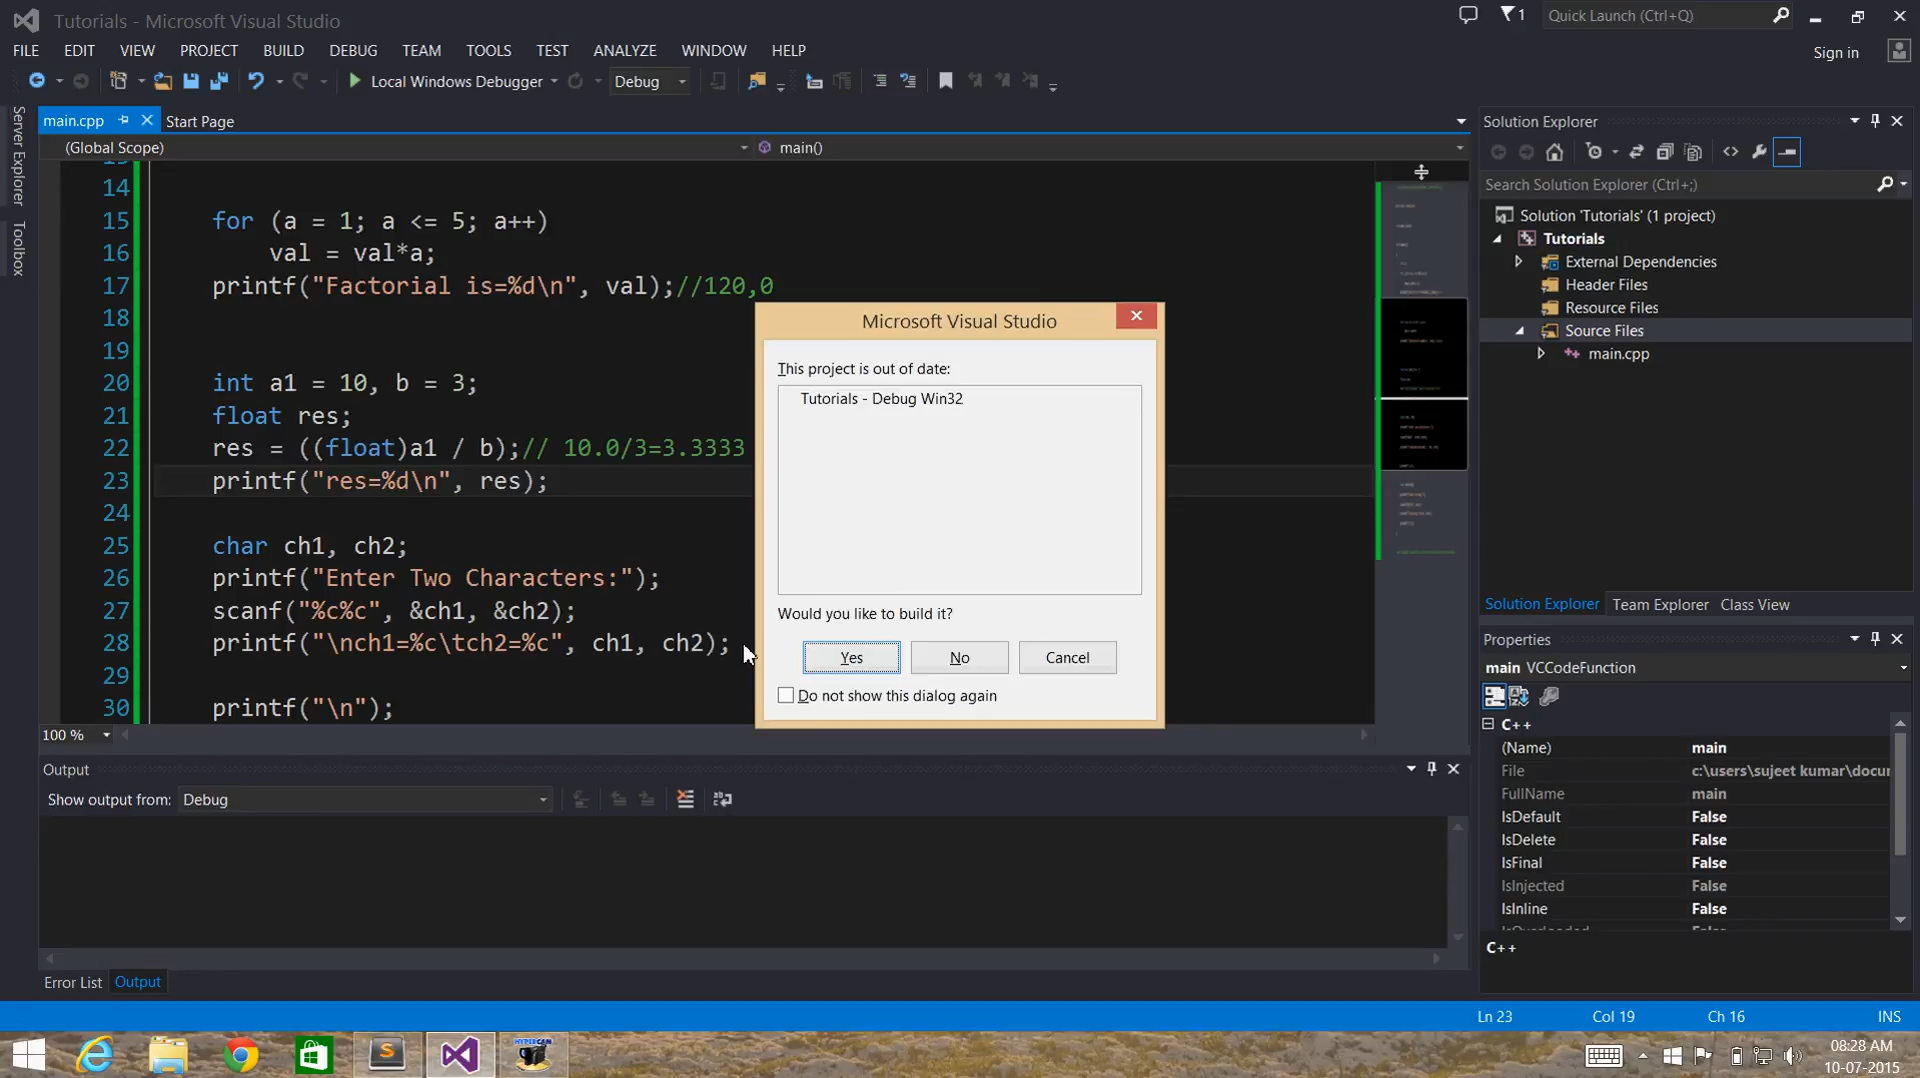 Tutorials - Microsoft Visual Studio
1
Quick Launch (Ctrl+Q)
FILE EDIT VIEW PROJECT BUILD DEBUG TEAM TOOLS TEST ANALYZE WINDOW HELP
Sign in
Local Windows Debugger
Debug
Server Explorer
Toolbox
main.cpp
Start Page
(Global Scope)
main()
14
15 for (a = 1; a <= 5; a++)
16 val = val*a;
17 printf("Factorial is=%d\n", val);//120,0
18
19
20 int a1 = 10, b = 3;
21 float res;
22 res = ((float)a1 / b);// 10.0/3=3.3333
23 printf("res=%d\n", res);
24
25 char ch1, ch2;
26 printf("Enter Two Characters:");
27 scanf("%c%c", &ch1, &ch2);
28 printf("\nch1=%c\tch2=%c", ch1, ch2);
29
30 printf("\n");
100 %
Microsoft Visual Studio
This project is out of date:
Tutorials - Debug Win32
Would you like to build it?
Yes No Cancel
Do not show this dialog again
Solution Explorer
Search Solution Explorer (Ctrl+;)
Solution 'Tutorials' (1 project)
Tutorials
External Dependencies
Header Files
Resource Files
Source Files
main.cpp
Solution Explorer Team Explorer Class View
Properties
main VCCodeFunction
C++
(Name) main
File c:\users\sujeet kumar\docur
FullName main
IsDefault False
IsDelete False
IsFinal False
IsInjected False
IsInline False
C++
Output
Show output from: Debug
Error List Output
Ln 23 Col 19 Ch 16 INS
HYPERCAM
08:28 AM
10-07-2015